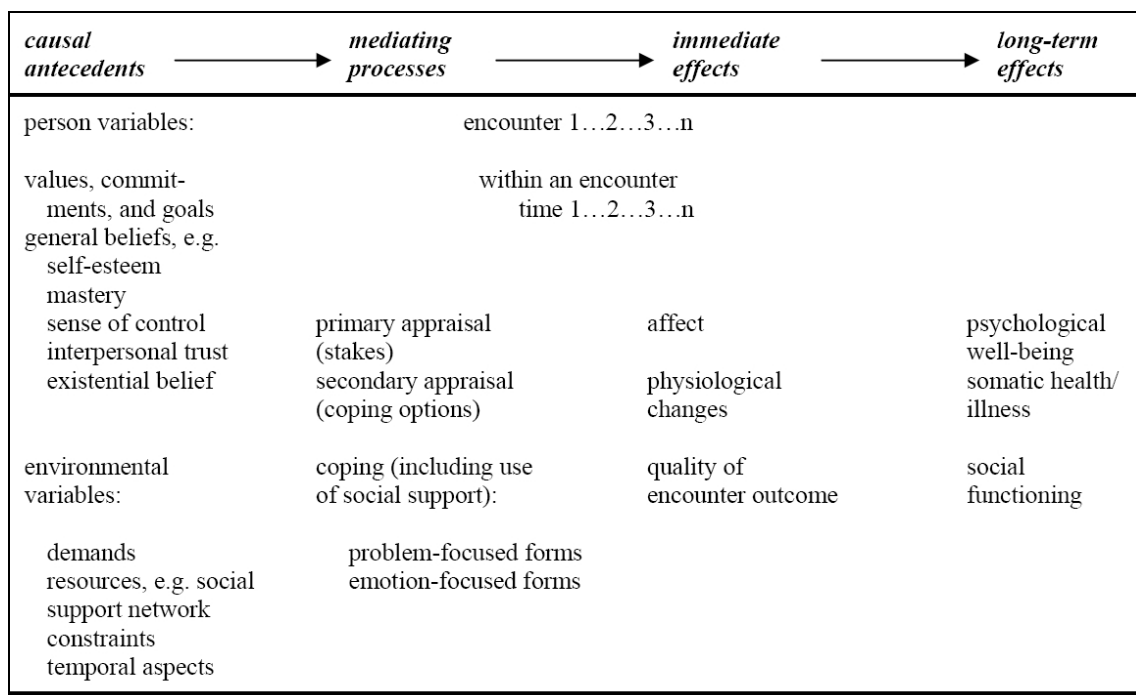 causal mediating immediate long-term
antecedents processes effects effects
person variables: encounter 1…2…3…n
values, commit- within an encounter
ments, and goals time 1…2…3…n
general beliefs, e.g.
self-esteem
mastery
sense of control primary appraisal affect psychological
interpersonal trust (stakes) well-being
existential belief secondary appraisal physiological somatic health/
(coping options) changes illness
environmental coping (including use quality of social
variables: of social support): encounter outcome functioning
demands problem-focused forms
resources, e.g. social emotion-focused forms
support network
constraints
temporal aspects